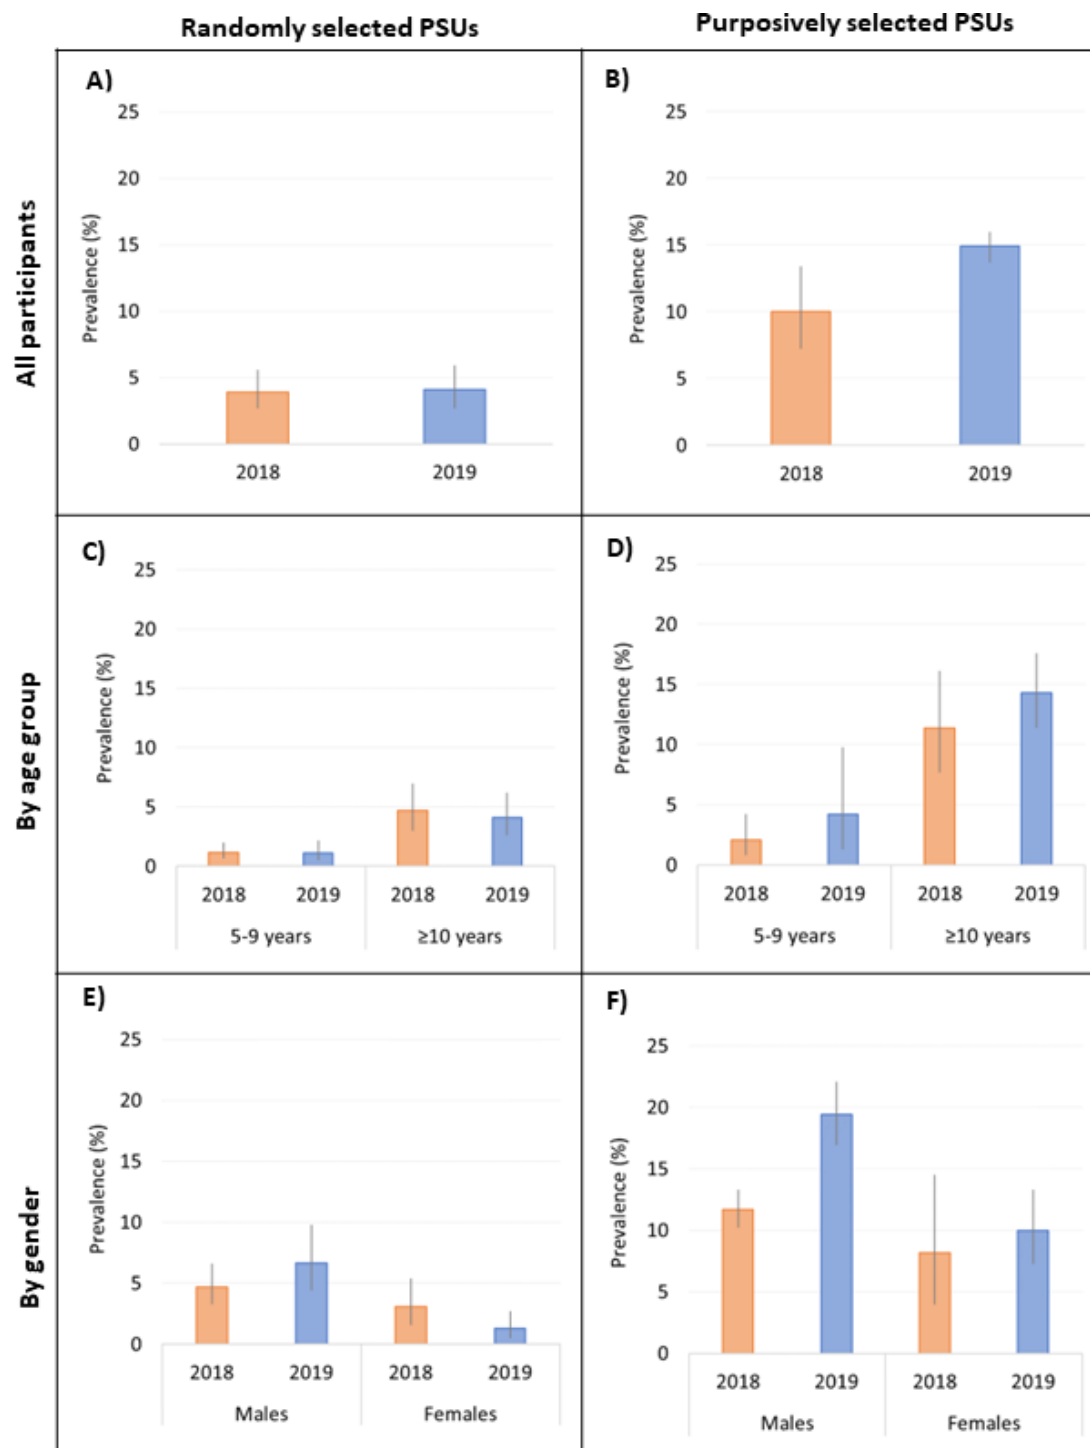 Randomly selected PSUs
Purposively selected PSUs
All participants
A)
Prevalence (%)
25
20
15
10
5
0
2018 2019
B)
Prevalence (%)
25
20
15
10
5
0
2018 2019
By age group
C)
Prevalence (%)
25
20
15
10
5
0
2018 2019 2018 2019
5-9 years ≥10 years
D)
Prevalence (%)
25
20
15
10
5
0
2018 2019 2018 2019
5-9 years ≥10 years
By gender
E)
Prevalence (%)
25
20
15
10
5
0
2018 2019 2018 2019
Males Females
F)
Prevalence (%)
25
20
15
10
5
0
2018 2019 2018 2019
Males Females